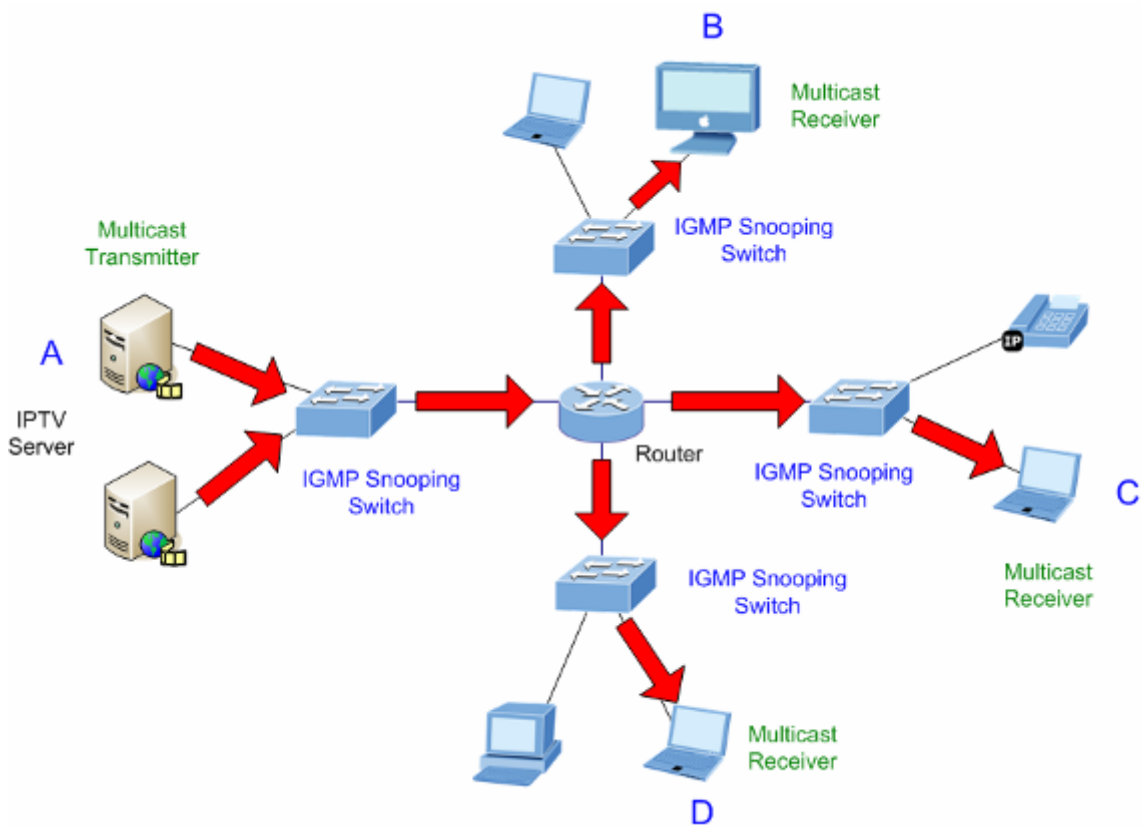 B
Multicast
Receiver
IGMP Snooping
Switch
Multicast
Transmitter
A
IPTV
Server
IGMP Snooping
Switch
Router
IP
IGMP Snooping
Switch
C
Multicast
Receiver
IGMP Snooping
Switch
Multicast
Receiver
D